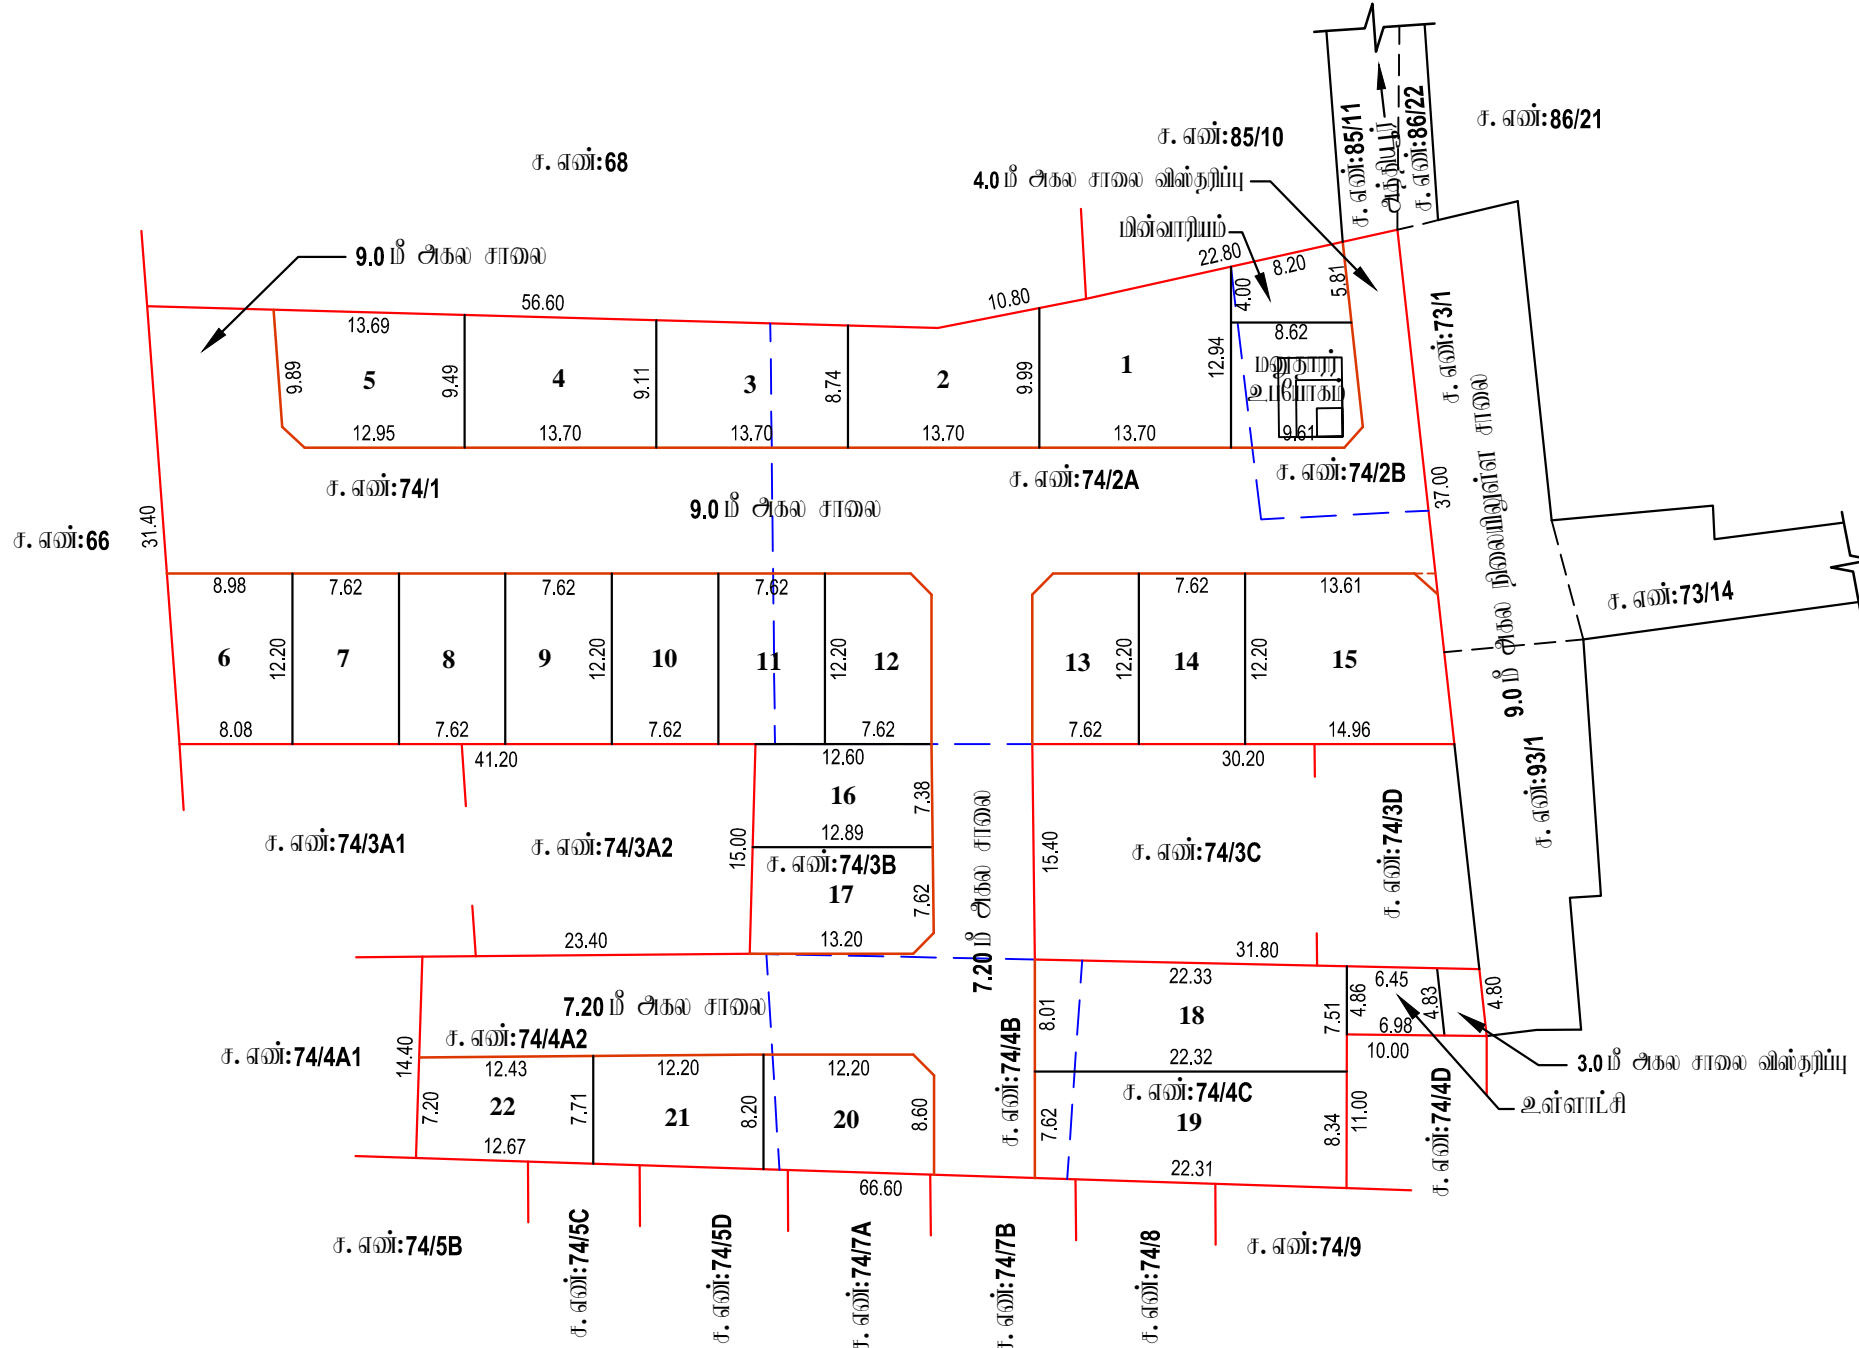 ச. எண்:68
ச. எண்:85/10
ச. எண்:85/11
ச. எண்:86/22
ச. எண்:86/21
4.0 மீ அகல சாலை விஸ்தரிப்பு
மின்வாரியம்
9.0 மீ அகல சாலை
56.60
10.80
22.80
8.20
5.81
4.00
8.62
13.69
9.89
5
9.49
4
9.11
3
8.74
2
9.99
1
12.94
மனுதாரர்
உபயோகம்
12.95
13.70
13.70
13.70
13.70
9.61
ச. எண்:73/1
ச. எண்:74/1
ச. எண்:74/2A
ச. எண்:74/2B
9.0 மீ அகல சாலை
37.00
9.0 மீ அகல நிலையிலுள்ள சாலை
ச. எண்:66
31.40
8.98
7.62
7.62
7.62
7.62
13.61
ச. எண்:73/14
6
12.20
7
8
9
12.20
10
11
12.20
12
13
12.20
14
12.20
15
8.08
7.62
7.62
7.62
7.62
14.96
41.20
12.60
30.20
16
7.38
ச. எண்:93/1
ச. எண்:74/3A1
ச. எண்:74/3A2
15.00
12.89
ச. எண்:74/3B
17
7.62
7.20 மீ அகல சாலை
15.40
ச. எண்:74/3C
ச. எண்:74/3D
23.40
13.20
31.80
7.20 மீ அகல சாலை
22.33
6.45
4.86
4.83
4.80
18
8.01
7.51
6.98
10.00
ச. எண்:74/4A2
ச. எண்:74/4A1
14.40
ச. எண்:74/4B
22.32
3.0 மீ அகல சாலை விஸ்தரிப்பு
12.43
12.20
12.20
ச. எண்:74/4C
உள்ளாட்சி
7.20
22
7.71
21
8.20
20
8.60
7.62
19
8.34
11.00
ச. எண்:74/4D
12.67
22.31
66.60
ச. எண்:74/5B
ச. எண்:74/5C
ச. எண்:74/5D
ச. எண்:74/7A
ச. எண்:74/7B
ச. எண்:74/8
ச. எண்:74/9